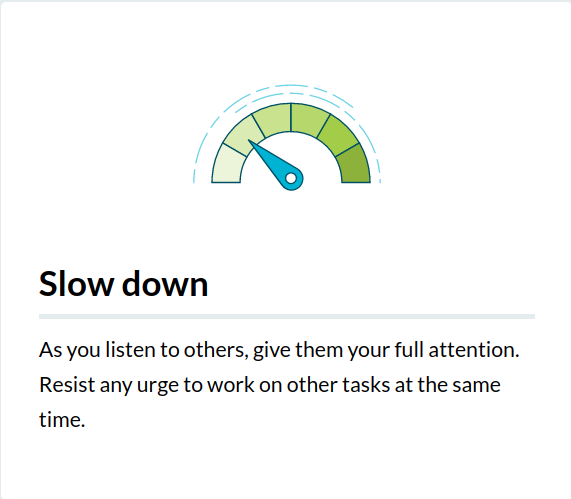 Slow down
As you listen to others, give them your full attention.
Resist any urge to work on other tasks at the same
time.